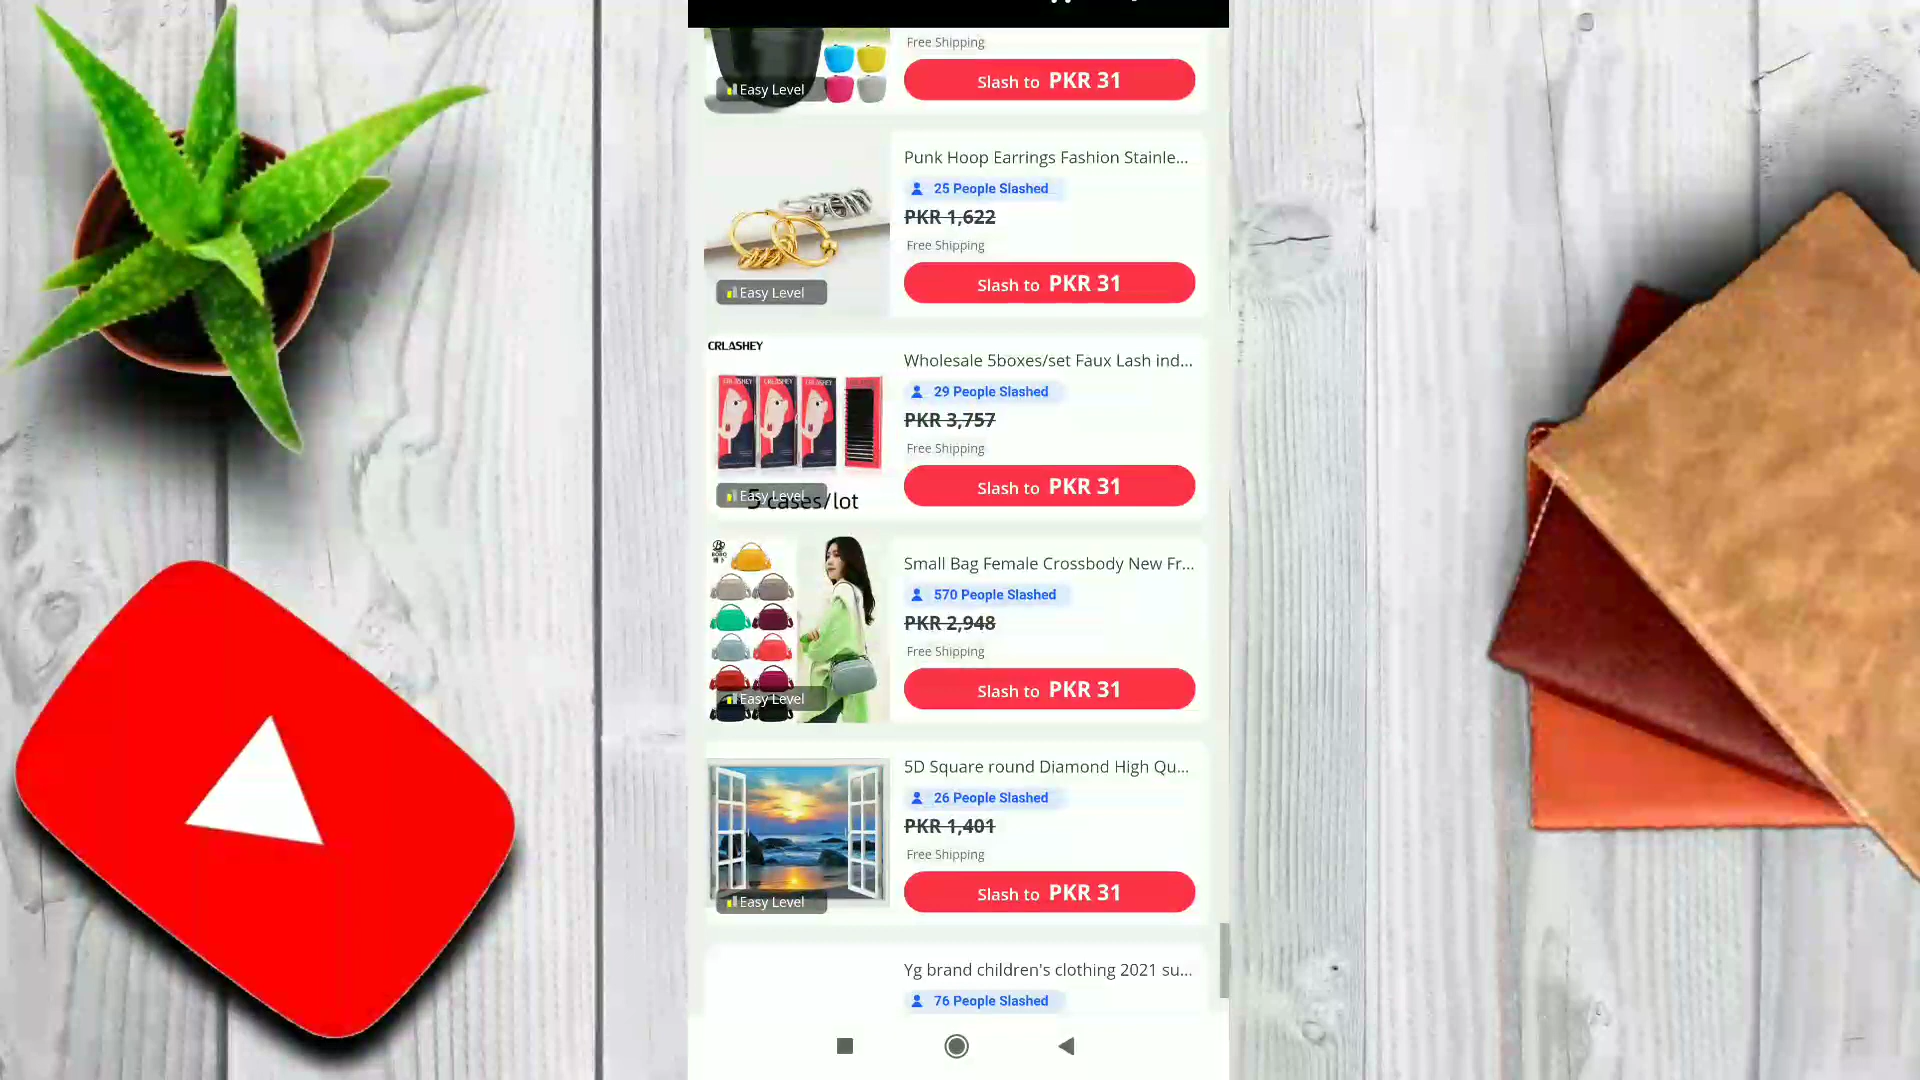 Free Shipping
Easy Level
Slash to PKR 31
Punk Hoop Earrings Fashion Stainle...
25 People Slashed
PKR 1,622
Free Shipping
Easy Level
Slash to PKR 31
CRLASHEY
Wholesale 5boxes/set Faux Lash ind...
29 People Slashed
PKR 3,757
Free Shipping
Slash to PKR 31
Easy Level
5 cases/lot
Small Bag Female Crossbody New Fr...
570 People Slashed
PKR 2,948
Free Shipping
Slash to PKR 31
Easy Level
5D Square round Diamond High Qu...
26 People Slashed
PKR 1,401
Free Shipping
Slash to PKR 31
Easy Level
Yg brand children's clothing 2021 su...
76 People Slashed